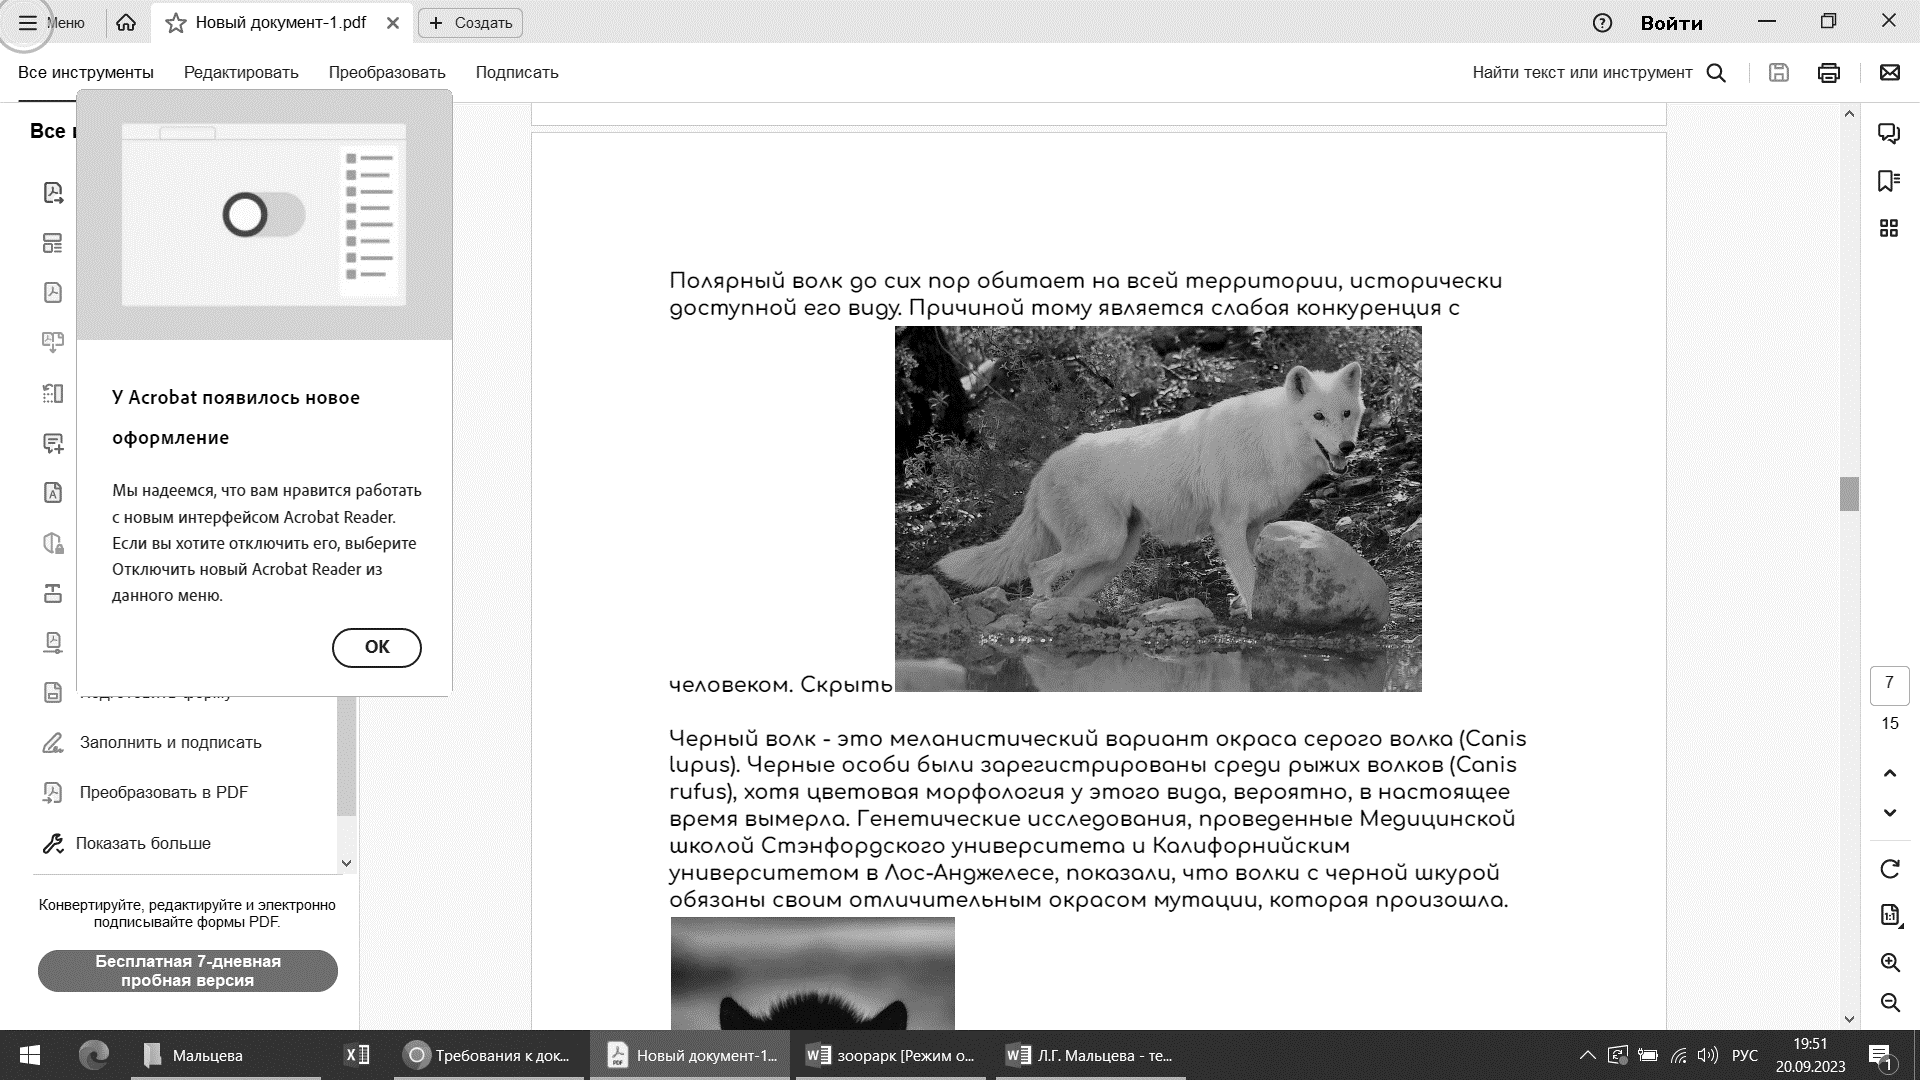 Меню
Новый документ-1.pdf
Создать
Войти
Все инструменты
Редактировать
Преобразовать
Подписать
Найти текст или инструмент
Все
У Acrobat появилось новое
оформление
Мы надеемся, что вам нравится работать
с новым интерфейсом Acrobat Reader.
Если вы хотите отключить его, выберите
Отключить новый Acrobat Reader из
данного меню.
ОК
Заполнить и подписать
Преобразовать в PDF
Показать больше
Конвертируйте, редактируйте и электронно
подписывайте формы PDF.
Бесплатная 7-дневная
пробная версия
Полярный волк до сих пор обитает на всей территории, исторически
доступной его виду. Причиной тому является слабая конкуренция с
человеком. Скрыть
Черный волк - это меланистический вариант окраса серого волка (Canis
lupus). Черные особи были зарегистрированы среди рыжих волков (Canis
rufus), хотя цветовая морфология у этого вида, вероятно, в настоящее
время вымерла. Генетические исследования, проведенные Медицинской
школой Стэнфордского университета и Калифорнийским
университетом в Лос-Анджелесе, показали, что волки с черной шкурой
обязаны своим отличительным окрасом мутации, которая произошла.
7
15
1:1
Мальцева
Требования к док...
Новый документ-1...
зоорарк [Режим о...
Л.Г. Мальцева - те...
РУС
19:51
20.09.2023
1